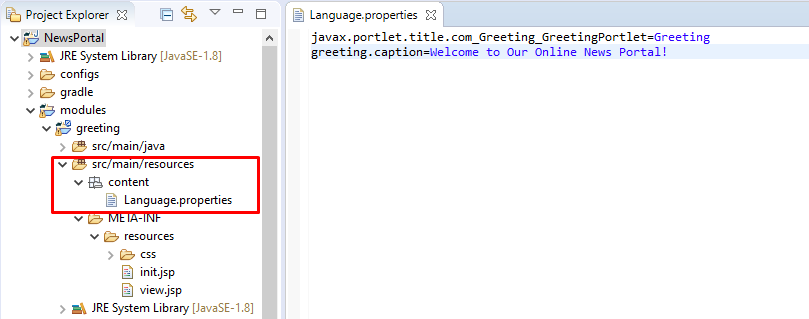 Project Explorer
NewsPortal
JRE System Library [JavaSE-1.8]
configs
gradle
modules
greeting
src/main/java
src/main/resources
content
Language.properties
META-INF
resources
css
init.jsp
view.jsp
JRE System Library [JavaSE-1.8]
Language.properties
javax.portlet.title.com_Greeting_GreetingPortlet=Greeting
greeting.caption=Welcome to Our Online News Portal!